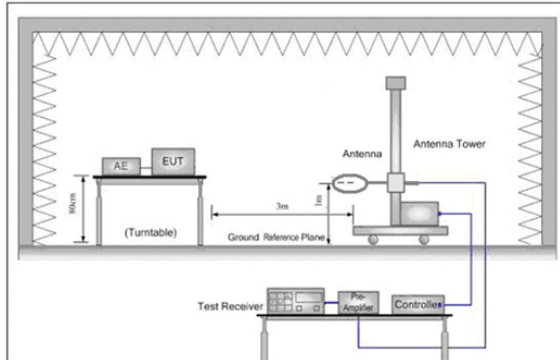 AE
EUT
80cm
(Turntable)
3m
1m
Antenna
Antenna Tower
Ground Reference Plane
Test Receiver
Pre-
Amplifier
Controller